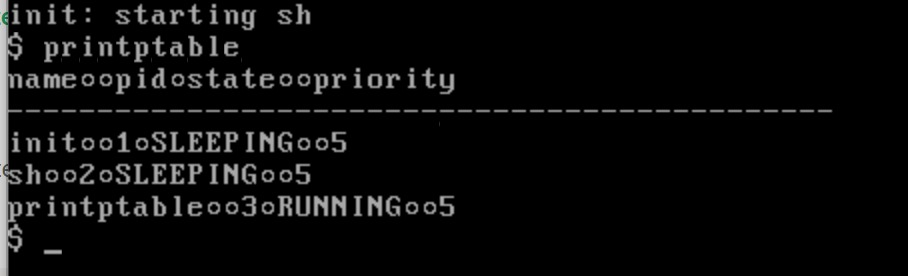 init: starting sh
$ printptable
name○○pid○state○○priority
----------------------------------------------
init○○1○SLEEPING○○5
sh○○2○SLEEPING○○5
printptable○○3○RUNNING○○5
$ _